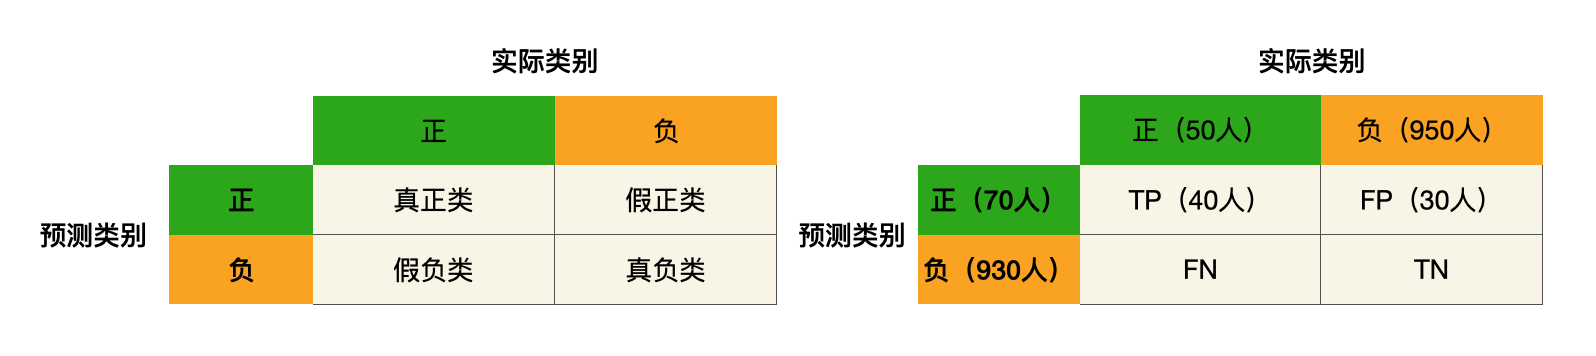 实际类别
正 负
正 真正类 假正类
预测类别
负 假负类 真负类
实际类别
正（50人） 负（950人）
正（70人） TP（40人） FP（30人）
预测类别
负（930人） FN TN